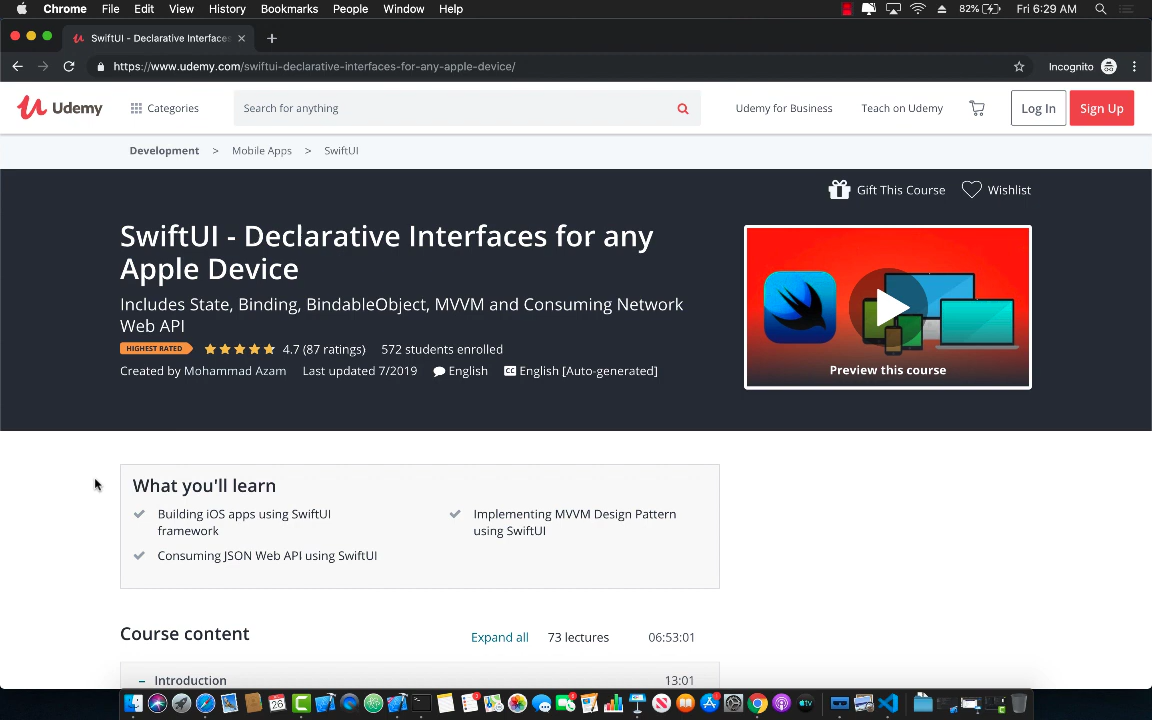 Chrome File Edit View History Bookmarks People Window Help 82% Fri 6:29 AM
SwiftUI - Declarative Interfaces
https://www.udemy.com/swiftui-declarative-interfaces-for-any-apple-device/ Incognito
Udemy Categories Search for anything Udemy for Business Teach on Udemy Log In Sign Up
Development > Mobile Apps > SwiftUI
Gift This Course Wishlist
SwiftUI - Declarative Interfaces for any
Apple Device
Includes State, Binding, BindableObject, MVVM and Consuming Network
Web API
HIGHEST RATED 4.7 (87 ratings) 572 students enrolled
Created by Mohammad Azam Last updated 7/2019 English CC English [Auto-generated]
Preview this course
What you'll learn
Building iOS apps using SwiftUI
framework
Consuming JSON Web API using SwiftUI
Implementing MVVM Design Pattern
using SwiftUI
Course content Expand all 73 lectures 06:53:01
– Introduction 13:01
26